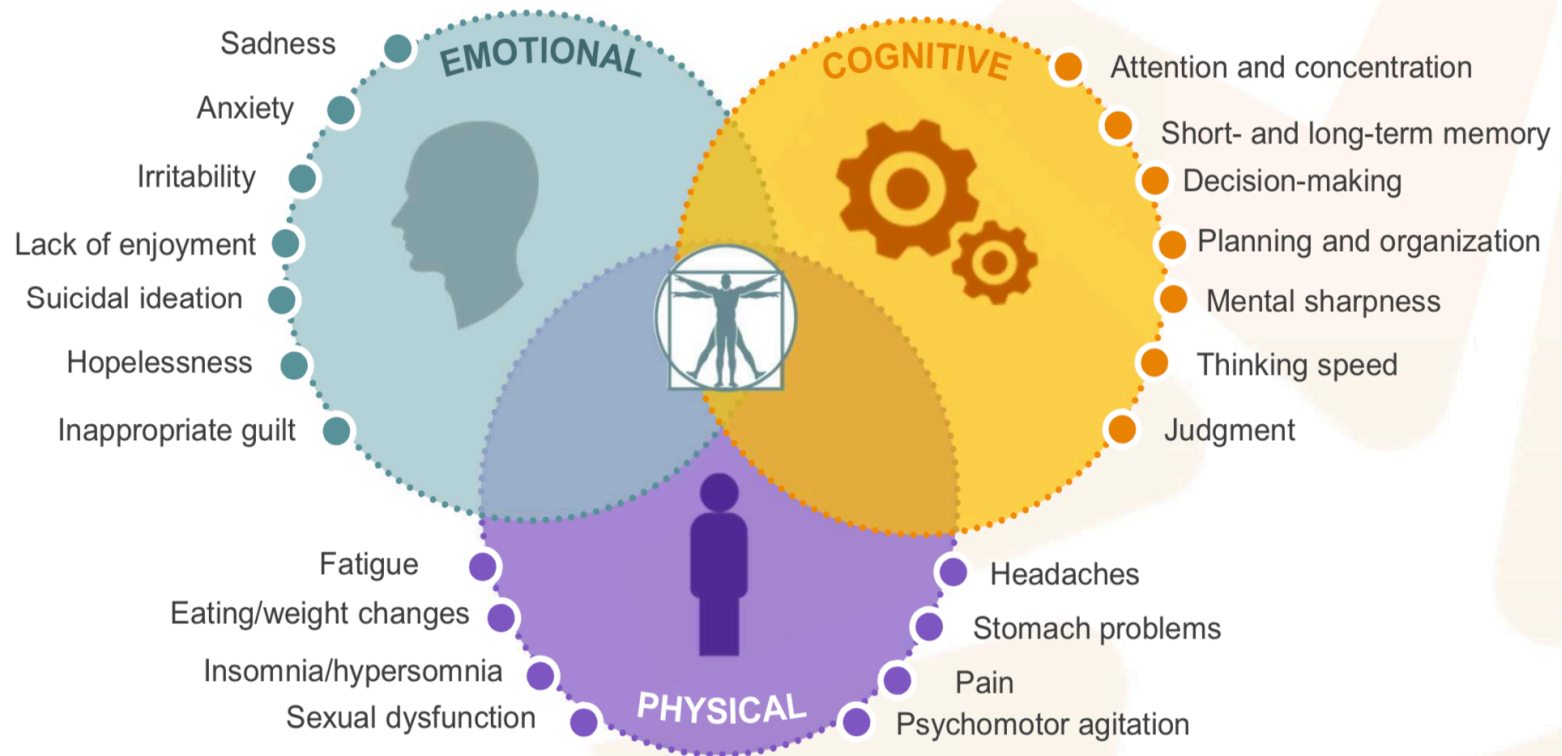 EMOTIONAL
Sadness
Anxiety
Irritability
Lack of enjoyment
Suicidal ideation
Hopelessness
Inappropriate guilt
COGNITIVE
Attention and concentration
Short- and long-term memory
Decision-making
Planning and organization
Mental sharpness
Thinking speed
Judgment
PHYSICAL
Fatigue
Eating/weight changes
Insomnia/hypersomnia
Sexual dysfunction
Headaches
Stomach problems
Pain
Psychomotor agitation